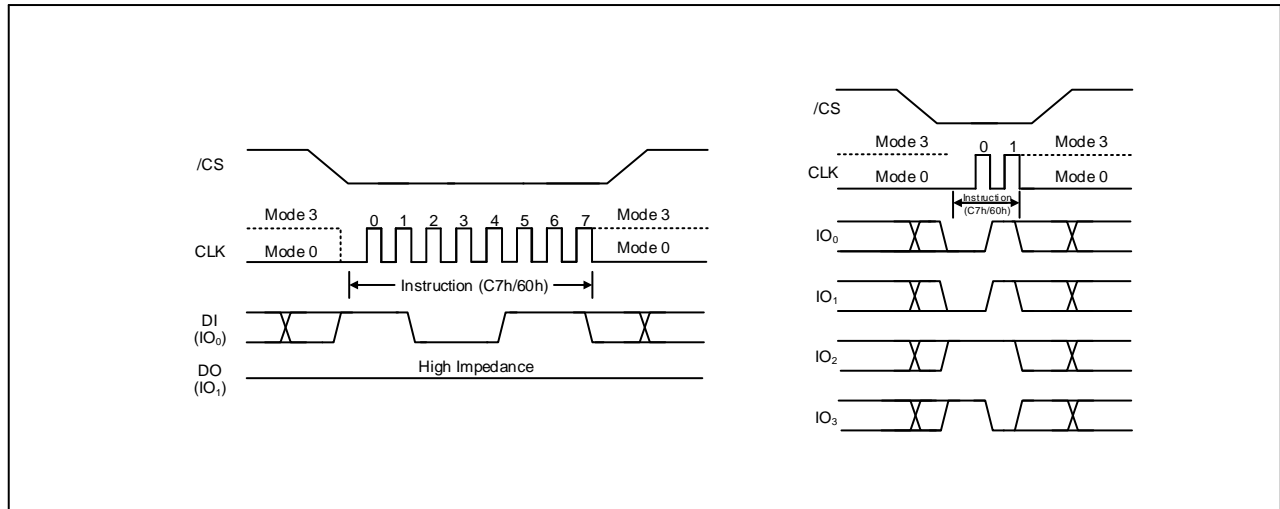 /CS
Mode 3
Mode 3
0 1 2 3 4 5 6 7
CLK
Mode 0
Mode 0
Instruction (C7h/60h)
DI
(IO0)
High Impedance
DO
(IO1)
/CS
Mode 3
0 1
Mode 3
CLK
Mode 0
Mode 0
Instruction
(C7h/60h)
IO0
IO1
IO2
IO3